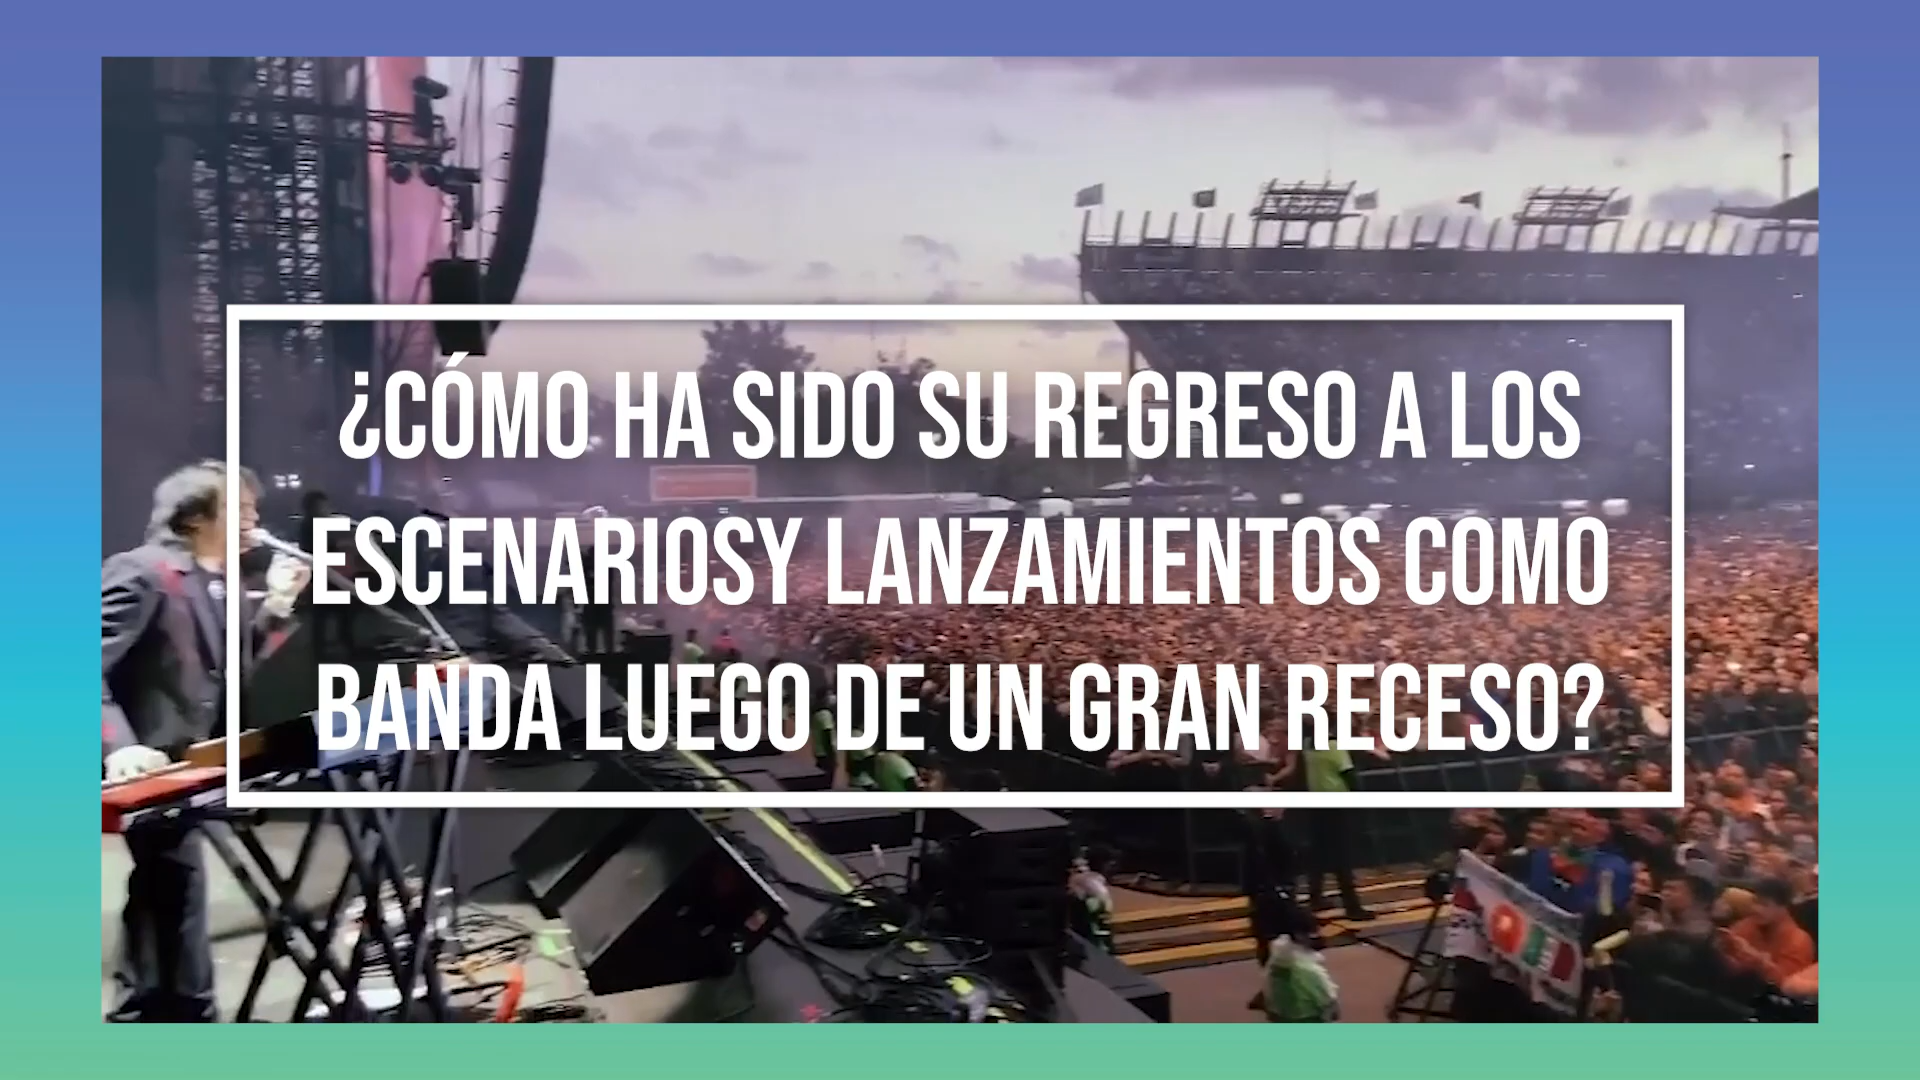 ¿CÓMO HA SIDO SU REGRESO A LOS
ESCENARIOSY LANZAMIENTOS COMO
BANDA LUEGO DE UN GRAN RECESO?